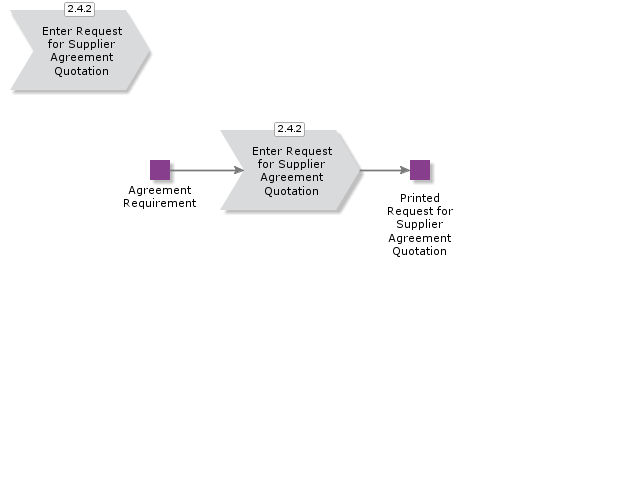 2.4.2
Enter Request
for Supplier
Agreement
Quotation
2.4.2
Enter Request
for Supplier
Agreement
Quotation
Agreement
Requirement
Printed
Request for
Supplier
Agreement
Quotation